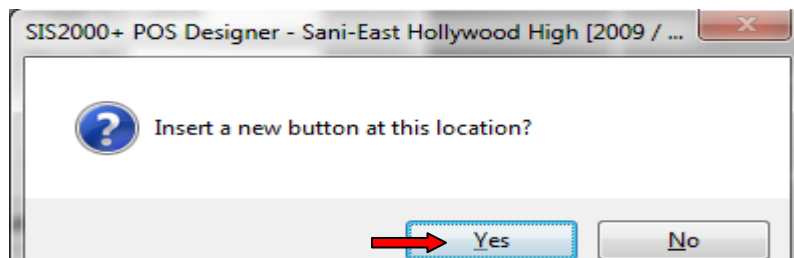 SIS2000+ POS Designer - Sani-East Hollywood High [2009 / ...
Insert a new button at this location?
Yes No